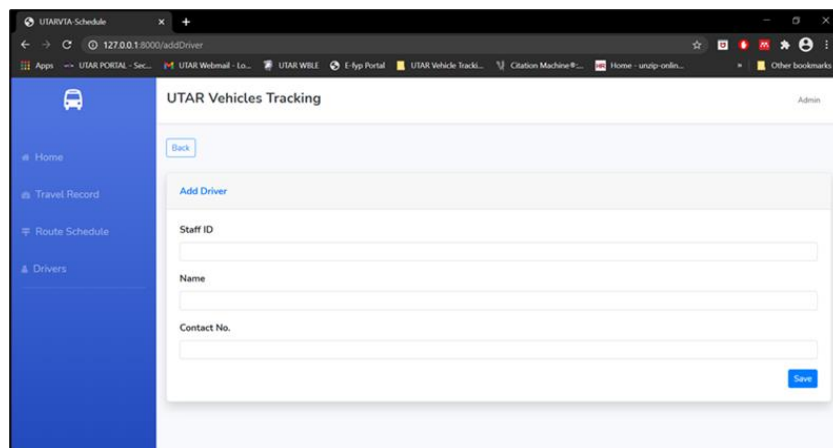 UTARVTA-Schedule
127.0.0.1:8000/addDriver
Apps UTAR PORTAL - Sec... UTAR Webmail - Lo... UTAR WBLE E-fyp Portal UTAR Vehicle Tracki... Citation Machine®:... Home - unzip-onlin... » Other bookmarks
UTAR Vehicles Tracking Admin
Back
Home
Travel Record
Route Schedule
Drivers
Add Driver
Staff ID
Name
Contact No.
Save